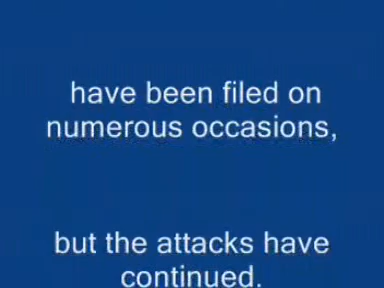 have been filed on
numerous occasions,
but the attacks have
continued.